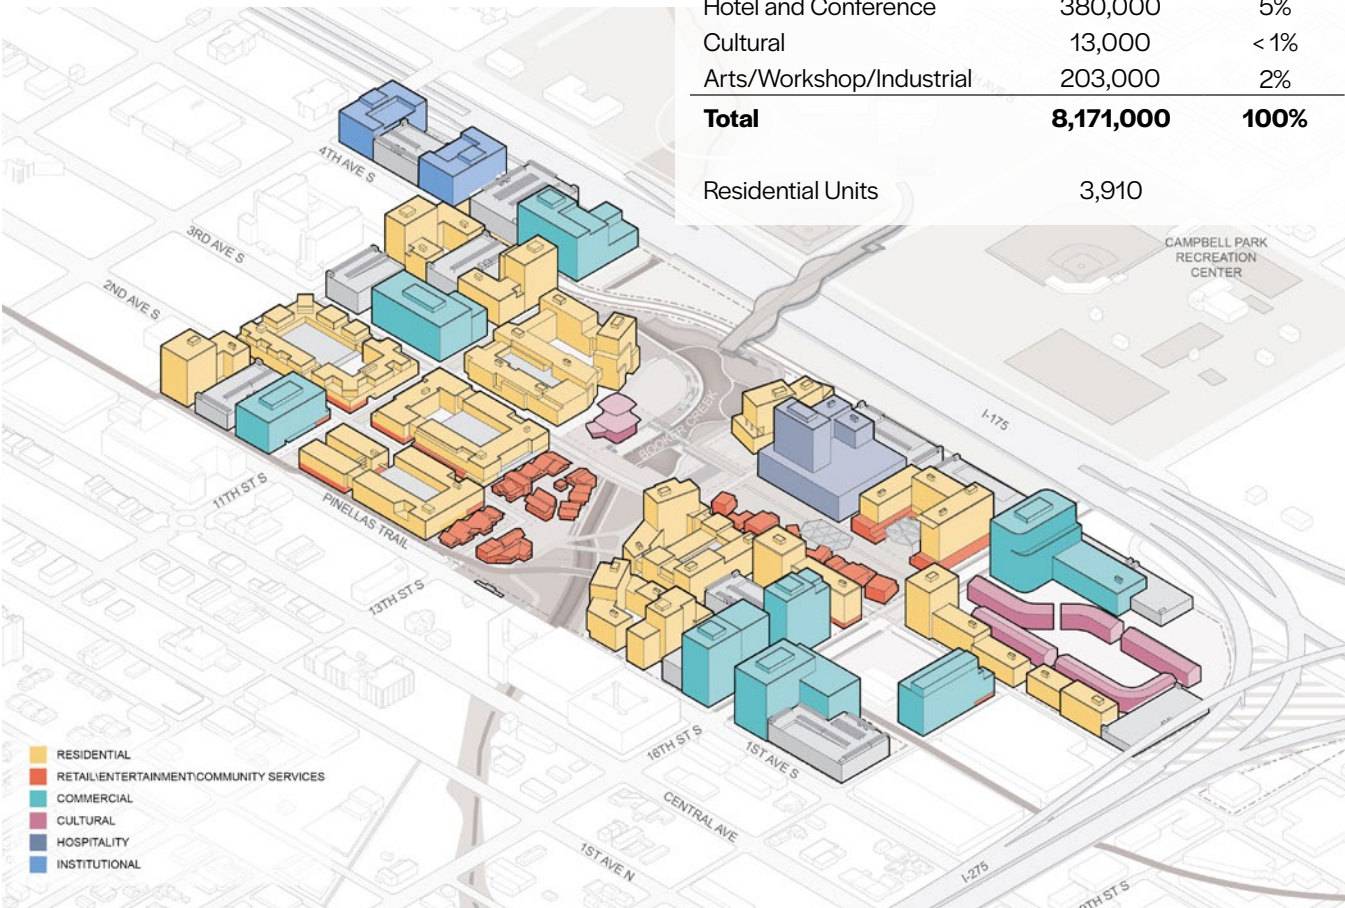 Hotel and Conference 380,000 5%
Cultural 13,000 < 1%
Arts/Workshop/Industrial 203,000 2%
Total 8,171,000 100%
Residential Units 3,910
4TH AVE S
3RD AVE S
2ND AVE S
CAMPBELL PARK
RECREATION
CENTER
I-175
BOOKER CREEK
11TH ST S
PINELLAS TRAIL
13TH ST S
16TH ST S
1ST AVE S
CENTRAL AVE
1ST AVE N
I-275
RESIDENTIAL
RETAIL\ENTERTAINMENT\COMMUNITY SERVICES
COMMERCIAL
CULTURAL
HOSPITALITY
INSTITUTIONAL